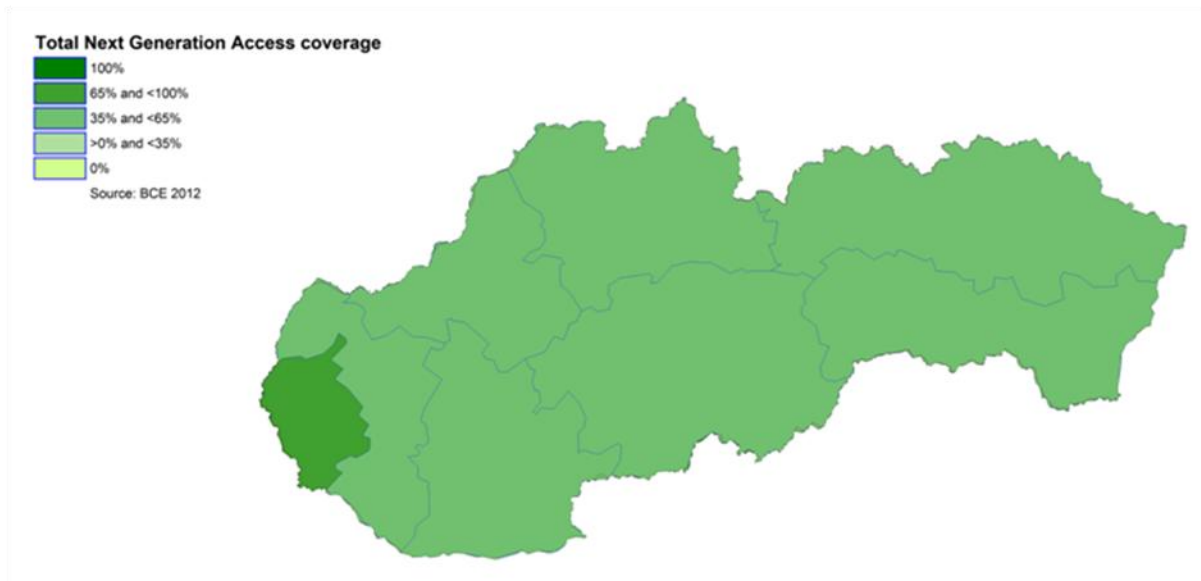 Total Next Generation Access coverage
100%
65% and <100%
35% and <65%
>0% and <35%
0%
Source: BCE 2012